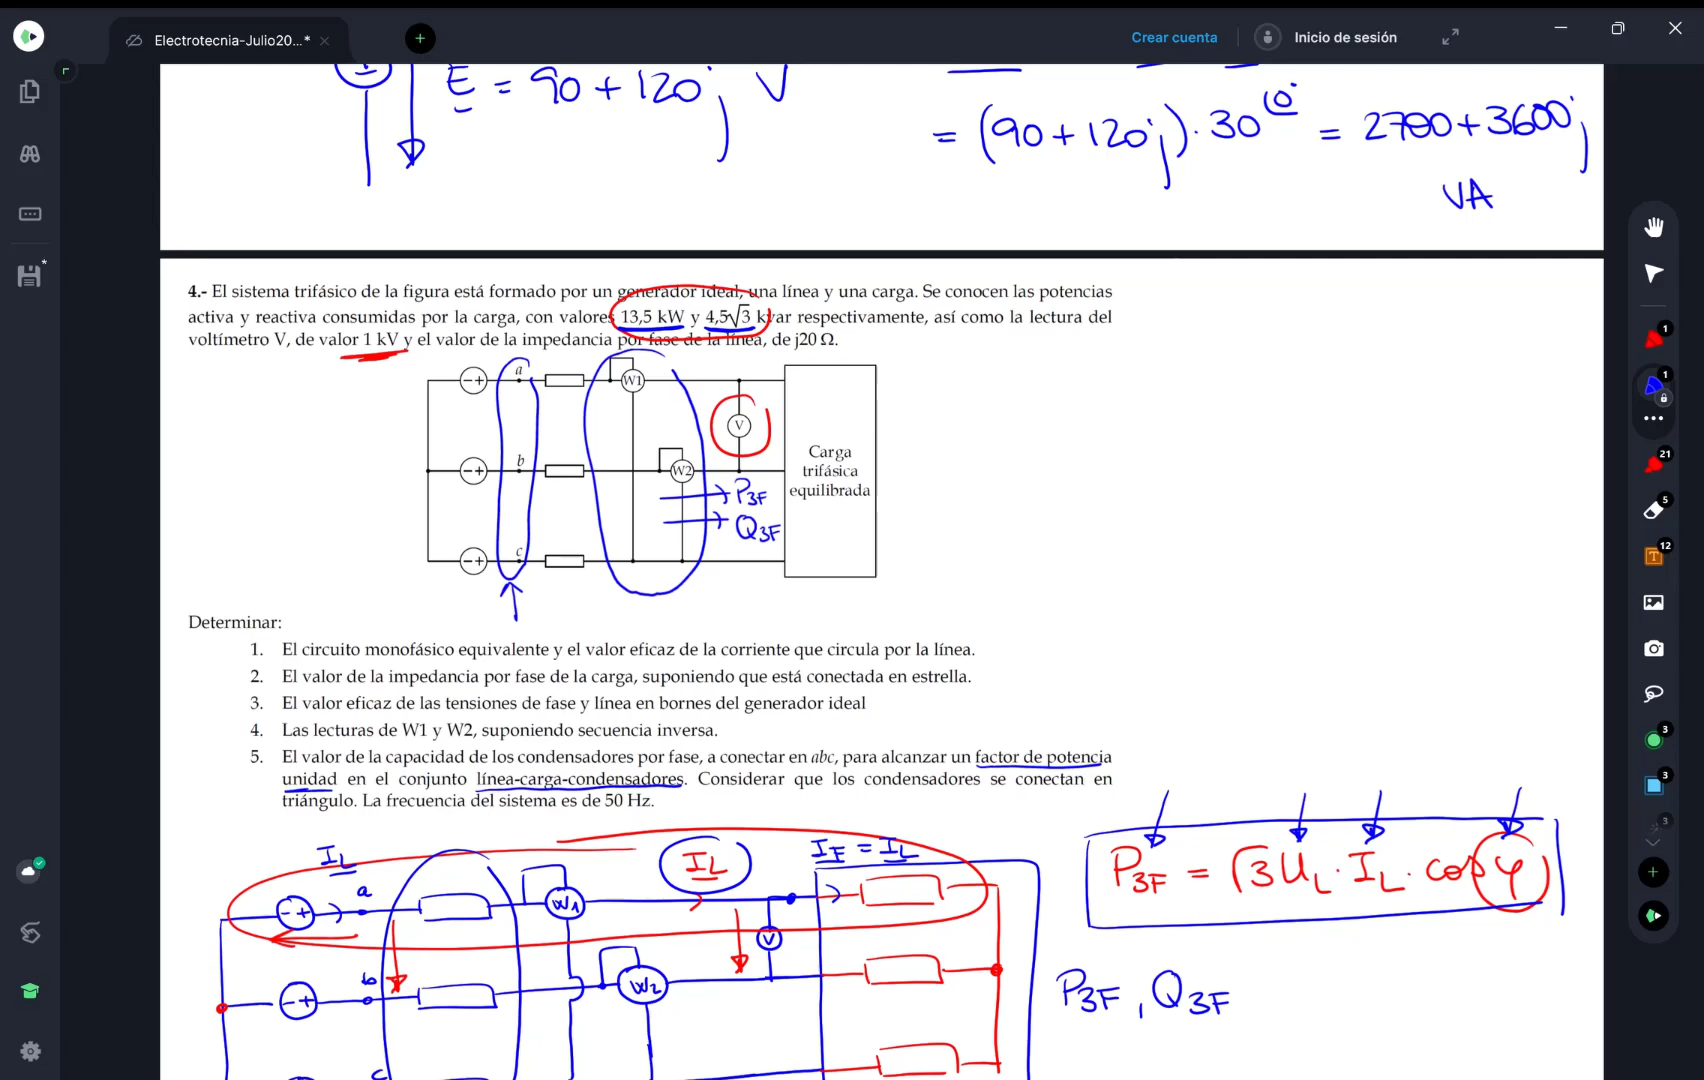 Electrotecnia-Julio20...*
Crear cuenta
Inicio de sesión
E = 90 + 120j V
= (90 + 120j) · 30 |0° = 2700 + 3600j
VA
4.- El sistema trifásico de la figura está formado por un generador ideal, una línea y una carga. Se conocen las potencias
activa y reactiva consumidas por la carga, con valores 13,5 kW y 4,5√3 kvar respectivamente, así como la lectura del
voltímetro V, de valor 1 kV y el valor de la impedancia por fase de la línea, de j20 Ω.
a
W1
V
b
W2
Carga
trifásica
equilibrada
P3F
Q3F
c
Determinar:
1. El circuito monofásico equivalente y el valor eficaz de la corriente que circula por la línea.
2. El valor de la impedancia por fase de la carga, suponiendo que está conectada en estrella.
3. El valor eficaz de las tensiones de fase y línea en bornes del generador ideal
4. Las lecturas de W1 y W2, suponiendo secuencia inversa.
5. El valor de la capacidad de los condensadores por fase, a conectar en abc, para alcanzar un factor de potencia
unidad en el conjunto línea-carga-condensadores. Considerar que los condensadores se conectan en
triángulo. La frecuencia del sistema es de 50 Hz.
IL
IL
IF = IL
a
W1
V
b
W2
c
P3F = √3 UL · IL · cos φ
P3F , Q3F
1
1
21
5
12
3
3
3